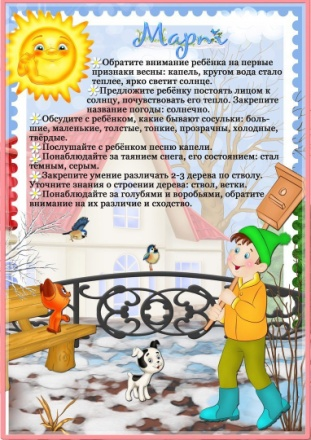 Март
Обратите внимание ребёнка на первые
признаки весны: капель, кругом вода стало
теплее, ярко светит солнце.
Предложите ребёнку постоять лицом к
солнцу, почувствовать его тепло. Закрепите
название погоды: солнечно.
Обсудите с ребёнком, какие бывают сосульки: боль-
шие, маленькие, толстые, тонкие, прозрачны, холодные,
твёрдые.
Послушайте с ребёнком песню капели.
Понаблюдайте за таянием снега, его состоянием: стал
тёмным, серым.
Закрепите умение различать 2-3 дерева по стволу.
Уточните знания о строении дерева: ствол, ветки.
Понаблюдайте за голубями и воробьями, обратите
внимание на их различие и сходство.